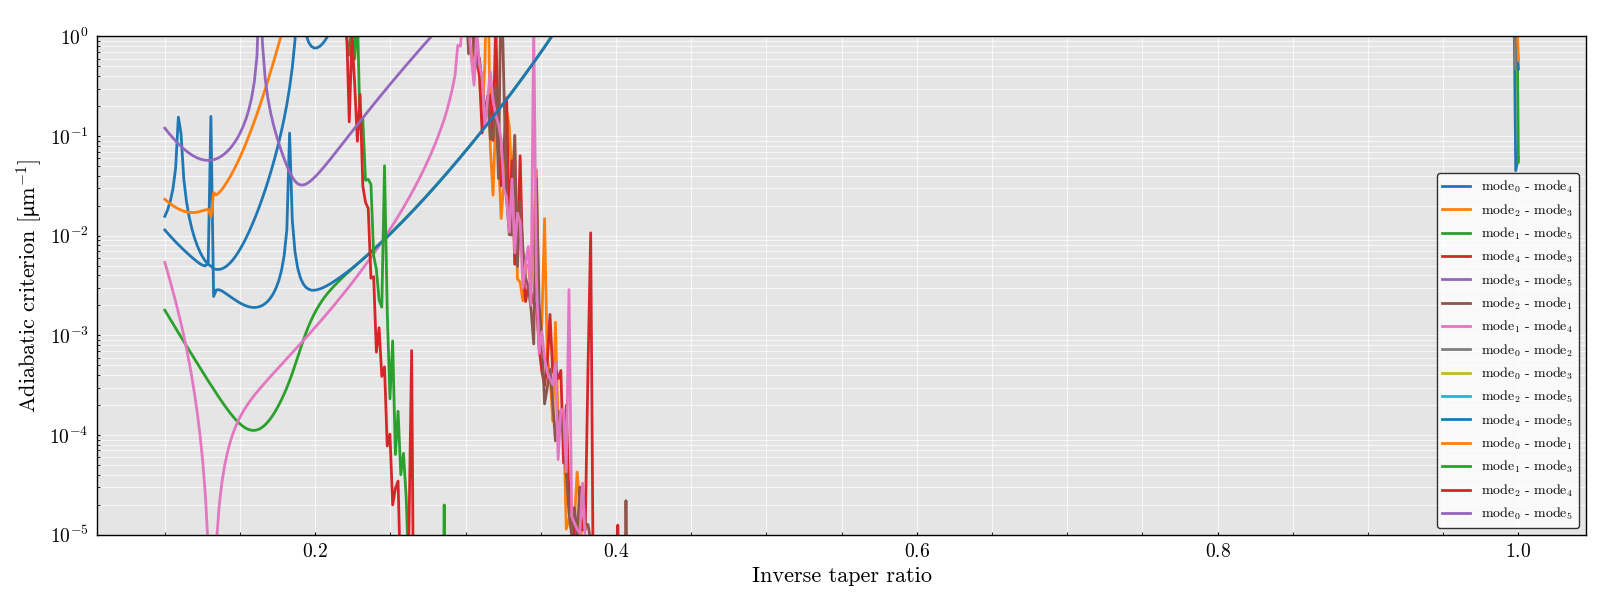 10⁰
10⁻¹
10⁻²
10⁻³
10⁻⁴
10⁻⁵
Adiabatic criterion [μm⁻¹]
mode₀ - mode₄
mode₂ - mode₃
mode₁ - mode₅
mode₄ - mode₃
mode₃ - mode₅
mode₂ - mode₁
mode₁ - mode₄
mode₀ - mode₂
mode₀ - mode₃
mode₂ - mode₅
mode₄ - mode₅
mode₀ - mode₁
mode₁ - mode₃
mode₂ - mode₄
mode₀ - mode₅
0.2 0.4 0.6 0.8 1.0
Inverse taper ratio